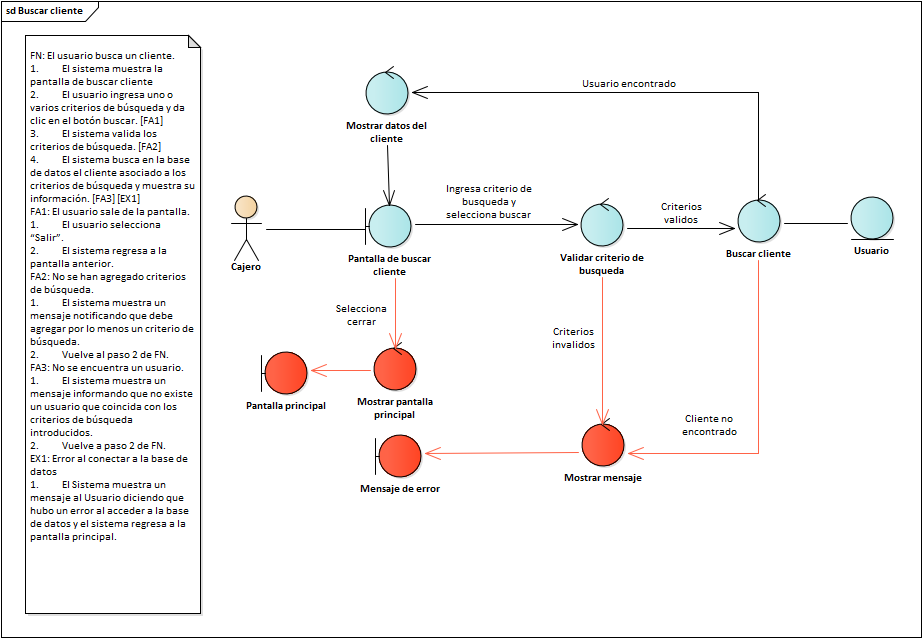 sd Buscar cliente
FN: El usuario busca un cliente.
1. El sistema muestra la
pantalla de buscar cliente
2. El usuario ingresa uno o
varios criterios de búsqueda y da
clic en el botón buscar. [FA1]
3. El sistema valida los
criterios de búsqueda. [FA2]
4. El sistema busca en la base
de datos el cliente asociado a los
criterios de búsqueda y muestra su
información. [FA3] [EX1]
FA1: El usuario sale de la pantalla.
1. El usuario selecciona
“Salir”.
2. El sistema regresa a la
pantalla anterior.
FA2: No se han agregado criterios
de búsqueda.
1. El sistema muestra un
mensaje notificando que debe
agregar por lo menos un criterio de
búsqueda.
2. Vuelve al paso 2 de FN.
FA3: No se encuentra un usuario.
1. El sistema muestra un
mensaje informando que no existe
un usuario que coincida con los
criterios de búsqueda
introducidos.
2. Vuelve a paso 2 de FN.
EX1: Error al conectar a la base de
datos
1. El Sistema muestra un
mensaje al Usuario diciendo que
hubo un error al acceder a la base
de datos y el sistema regresa a la
pantalla principal.
Usuario encontrado
Mostrar datos del
cliente
Ingresa criterio de
busqueda y
selecciona buscar
Criterios
validos
Cajero
Pantalla de buscar
cliente
Validar criterio de
busqueda
Buscar cliente
Usuario
Selecciona
cerrar
Criterios
invalidos
Pantalla principal
Mostrar pantalla
principal
Cliente no
encontrado
Mensaje de error
Mostrar mensaje